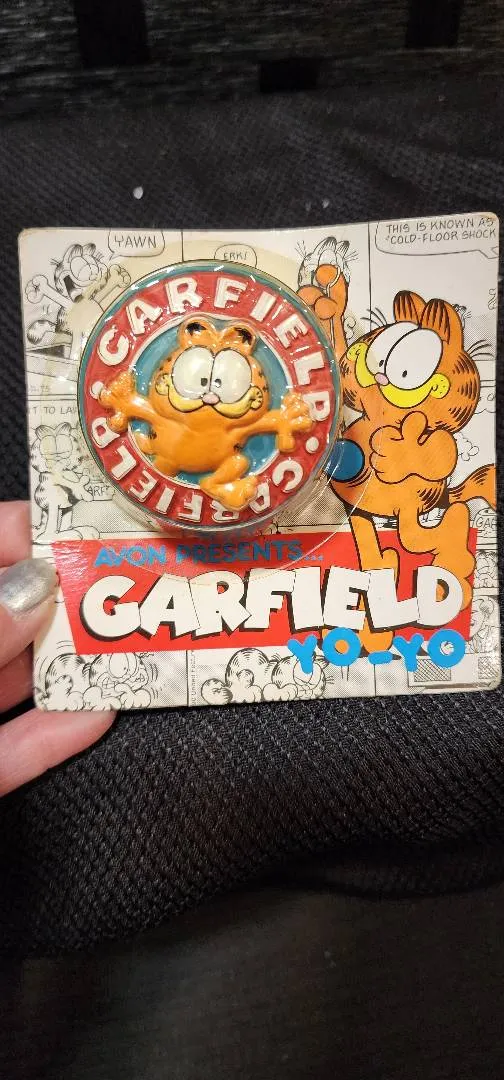 YAWN
ERK!
THIS IS KNOWN AS
"COLD-FLOOR SHOCK
GARFIELD • GARFIELD •
AVON PRESENTS...
GARFIELD
YO-YO